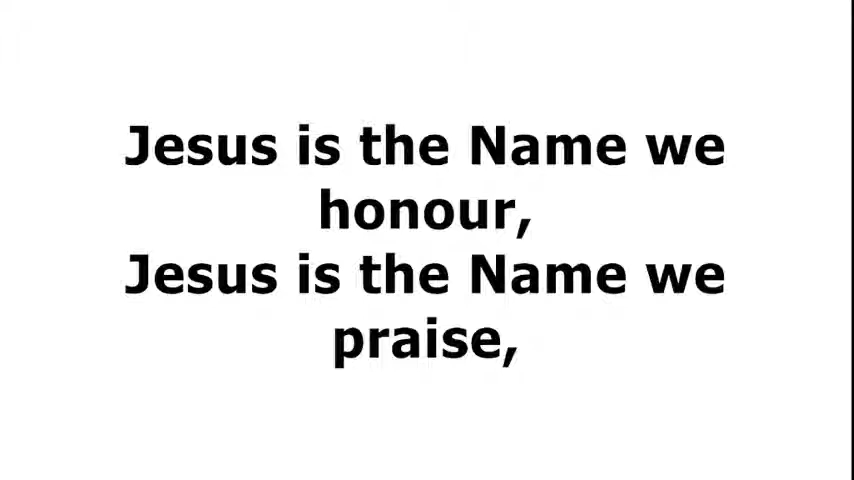 Jesus is the Name we
honour,
Jesus is the Name we
praise,